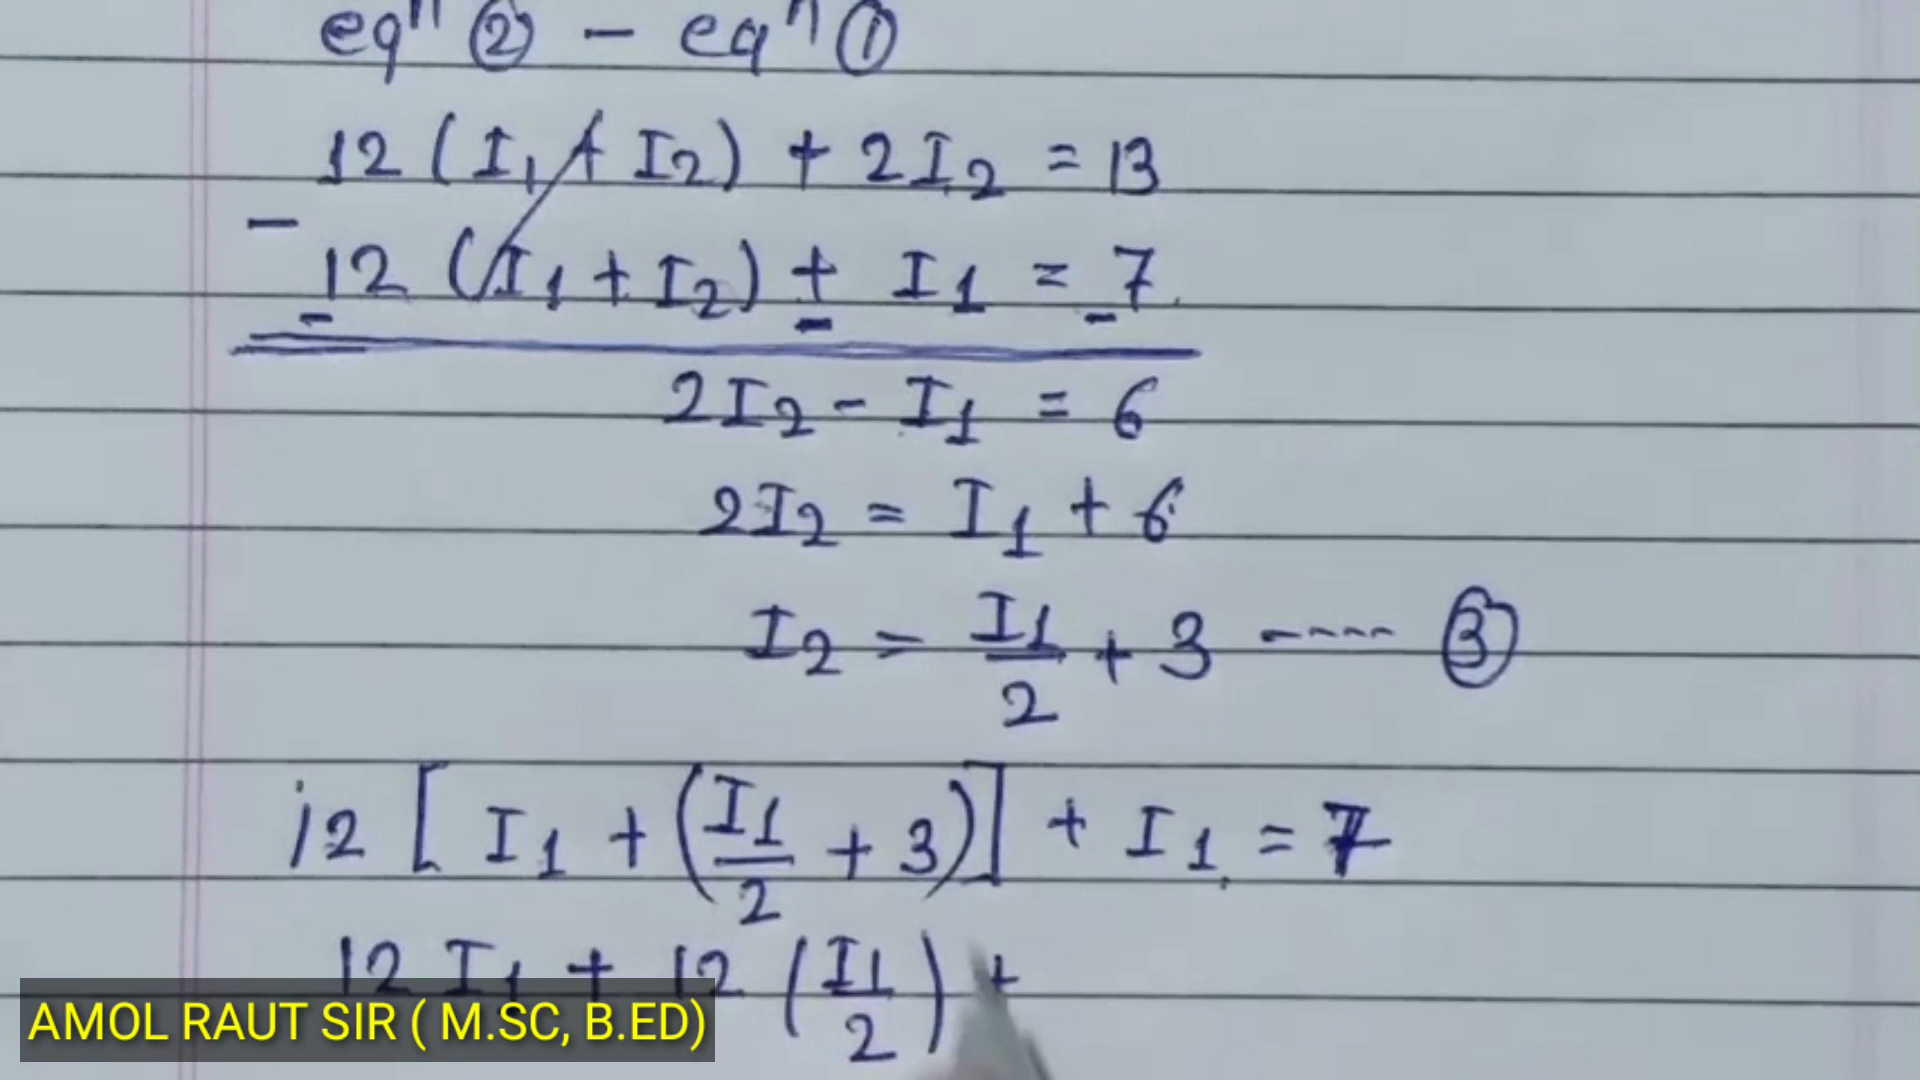 eqⁿ ② - eqⁿ ①
12 (I₁ + I₂) + 2I₂ = 13
- 12 (I₁ + I₂) + I₁ = 7
- - -
2I₂ - I₁ = 6
2I₂ = I₁ + 6
I₂ = I₁/2 + 3 ---- ③
12 [ I₁ + (I₁/2 + 3)] + I₁ = 7
12 I₁ + 12 (I₁/2) +
AMOL RAUT SIR ( M.SC, B.ED)